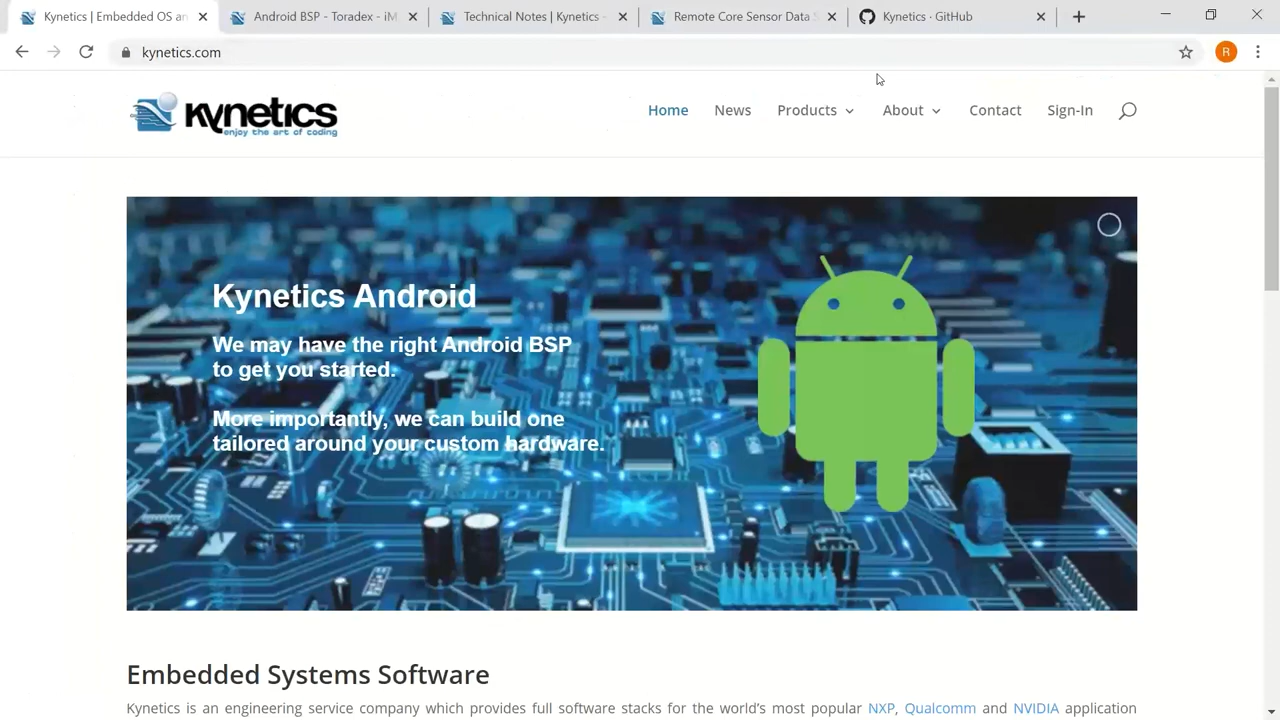 Kynetics | Embedded OS an
Android BSP - Toradex - iM
Technical Notes | Kynetics -
Remote Core Sensor Data S
Kynetics · GitHub
kynetics.com
R
kynetics
enjoy the art of coding
Home
News
Products
About
Contact
Sign-In
Kynetics Android
We may have the right Android BSP
to get you started.
More importantly, we can build one
tailored around your custom hardware.
Embedded Systems Software
Kynetics is an engineering service company which provides full software stacks for the world's most popular NXP, Qualcomm and NVIDIA application